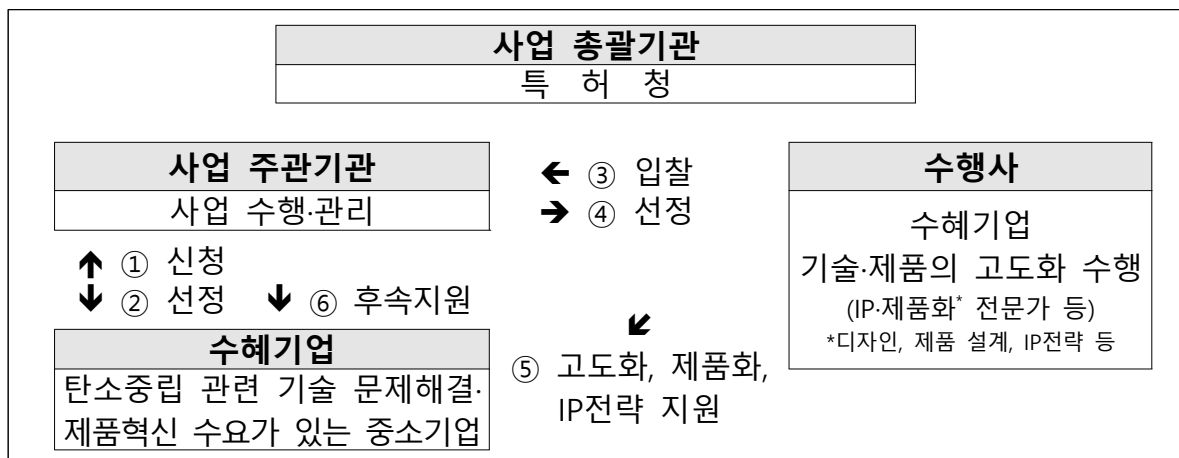 사업 총괄기관
특 허 청
사업 주관기관
사업 수행·관리
← ③ 입찰
→ ④ 선정
수행사
수혜기업
기술·제품의 고도화 수행
(IP·제품화* 전문가 등)
*디자인, 제품 설계, IP전략 등
↑ ① 신청
↓ ② 선정 ↓ ⑥ 후속지원
수혜기업
탄소중립 관련 기술 문제해결·
제품혁신 수요가 있는 중소기업
↙
⑤ 고도화, 제품화,
IP전략 지원